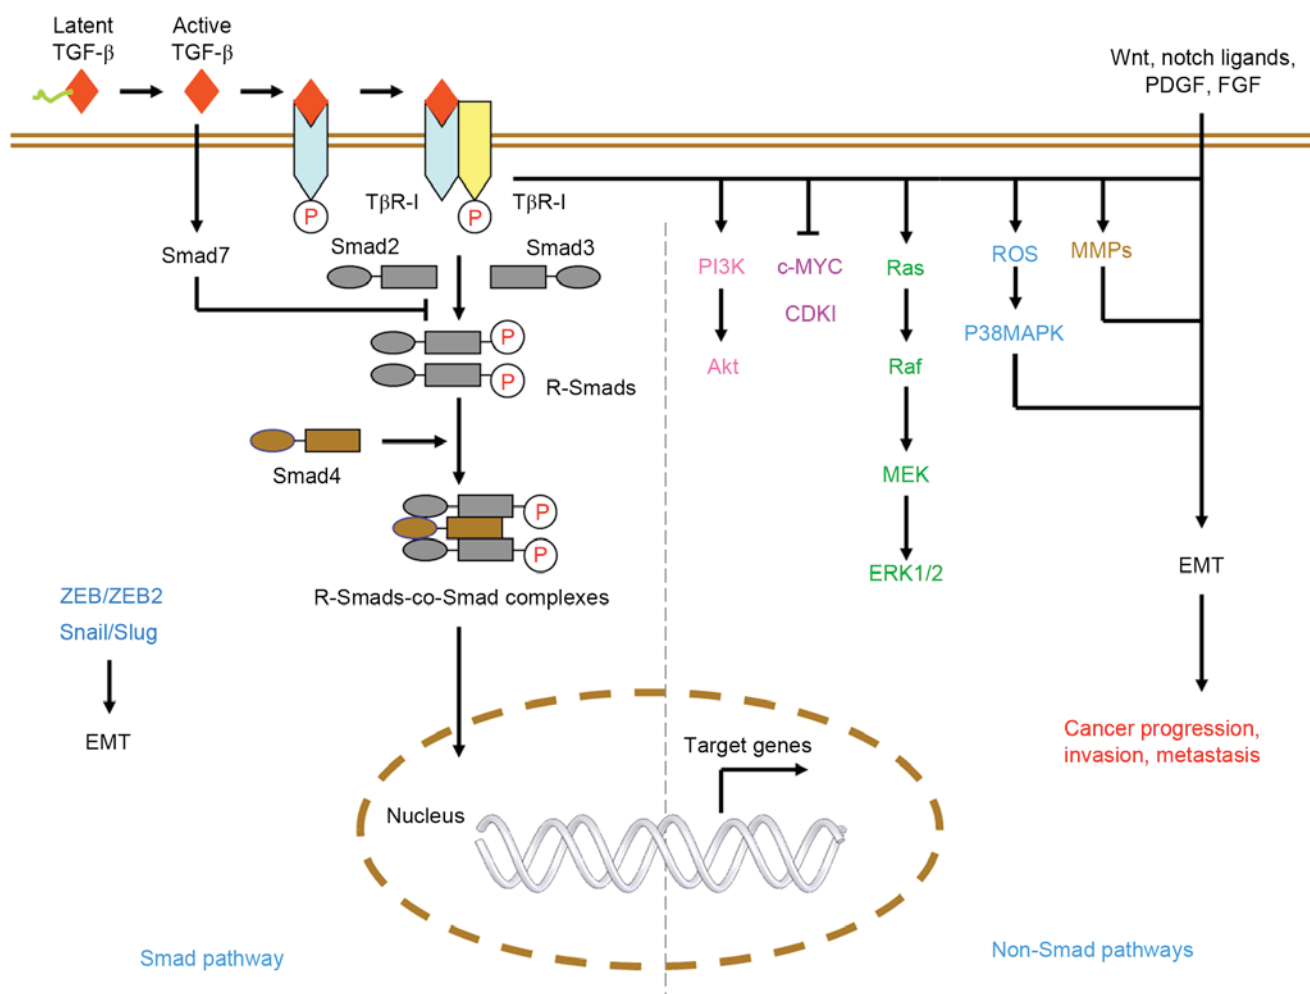 Latent
TGF-β
Active
TGF-β
Wnt, notch ligands,
PDGF, FGF
P
TβR-I
P
TβR-I
Smad7
Smad2
Smad3
PI3K
c-MYC
Ras
ROS
MMPs
CDKI
P38MAPK
P
P
R-Smads
Akt
Raf
Smad4
MEK
P
P
ERK1/2
EMT
R-Smads-co-Smad complexes
ZEB/ZEB2
Snail/Slug
EMT
Target genes
Cancer progression,
invasion, metastasis
Nucleus
Smad pathway
Non-Smad pathways